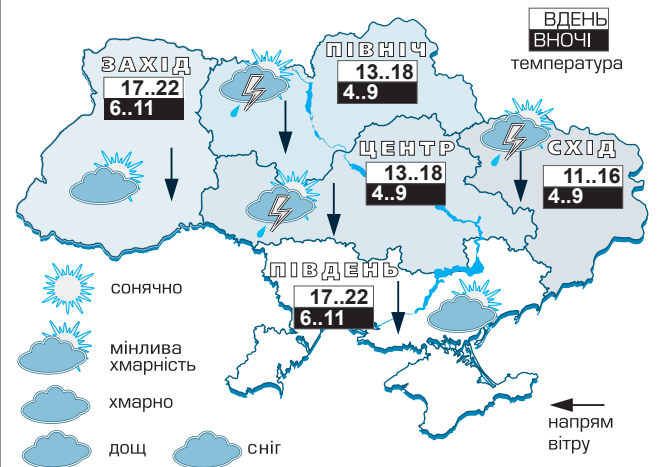 ВДЕНЬ
ВНОЧІ
температура
ЗАХІД
17..22
6..11
ПІВНІЧ
13..18
4..9
ЦЕНТР
13..18
4..9
СХІД
11..16
4..9
ПІВДЕНЬ
17..22
6..11
сонячно
мінлива
хмарність
хмарно
дощ
сніг
напрям
вітру